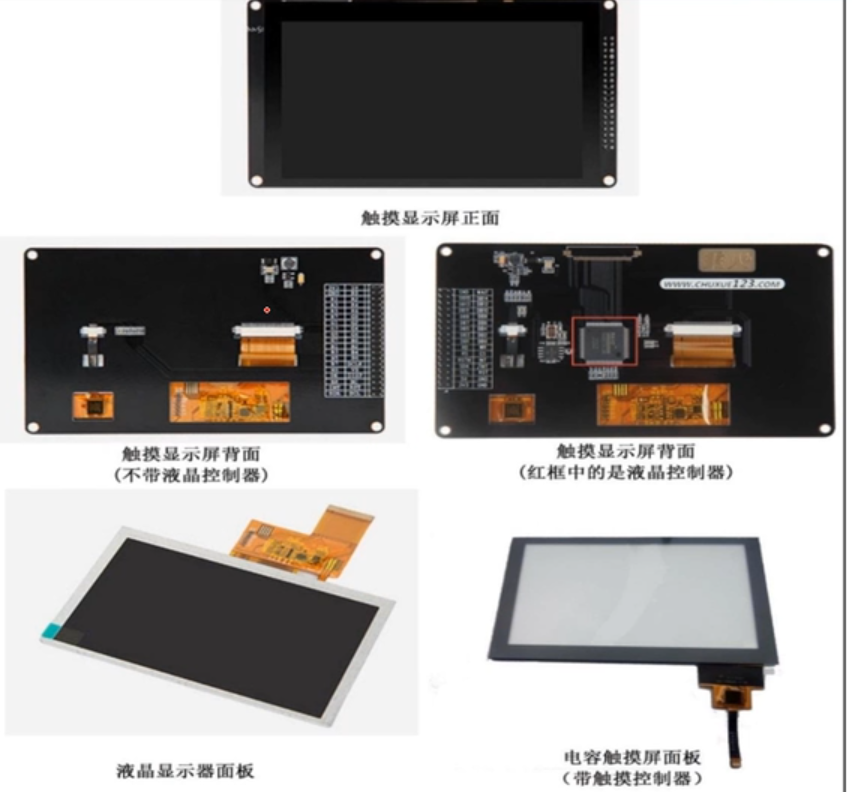 触摸显示屏正面
WWW.CHUXUE123.COM
触摸显示屏背面
(不带液晶控制器)
触摸显示屏背面
(红框中的是液晶控制器)
液晶显示器面板
电容触摸屏面板
（带触摸控制器）